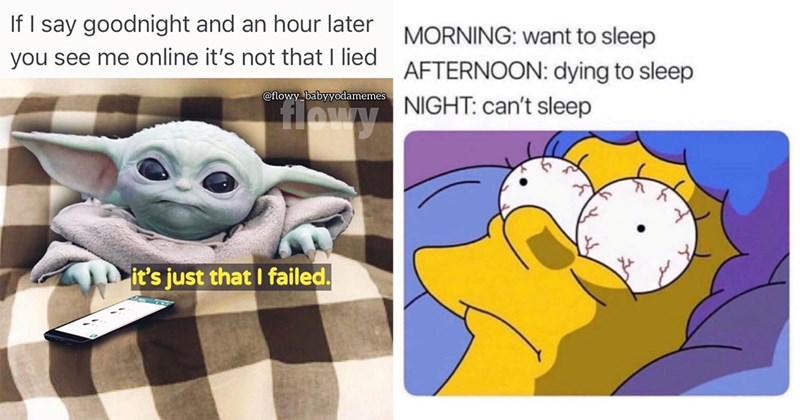 If I say goodnight and an hour later
you see me online it's not that I lied
@flowy_babyyodamemes
flowy
it's just that I failed.
MORNING: want to sleep
AFTERNOON: dying to sleep
NIGHT: can't sleep